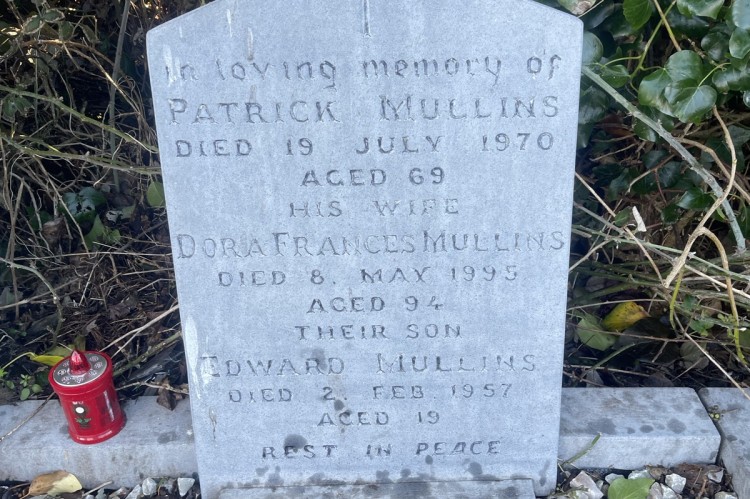 In loving memory of
PATRICK MULLINS
DIED 19 JULY 1970
AGED 69
HIS WIFE
DORA FRANCES MULLINS
DIED 8. MAY 1995
AGED 94
THEIR SON
EDWARD MULLINS
DIED 2. FEB. 1957
AGED 19
REST IN PEACE